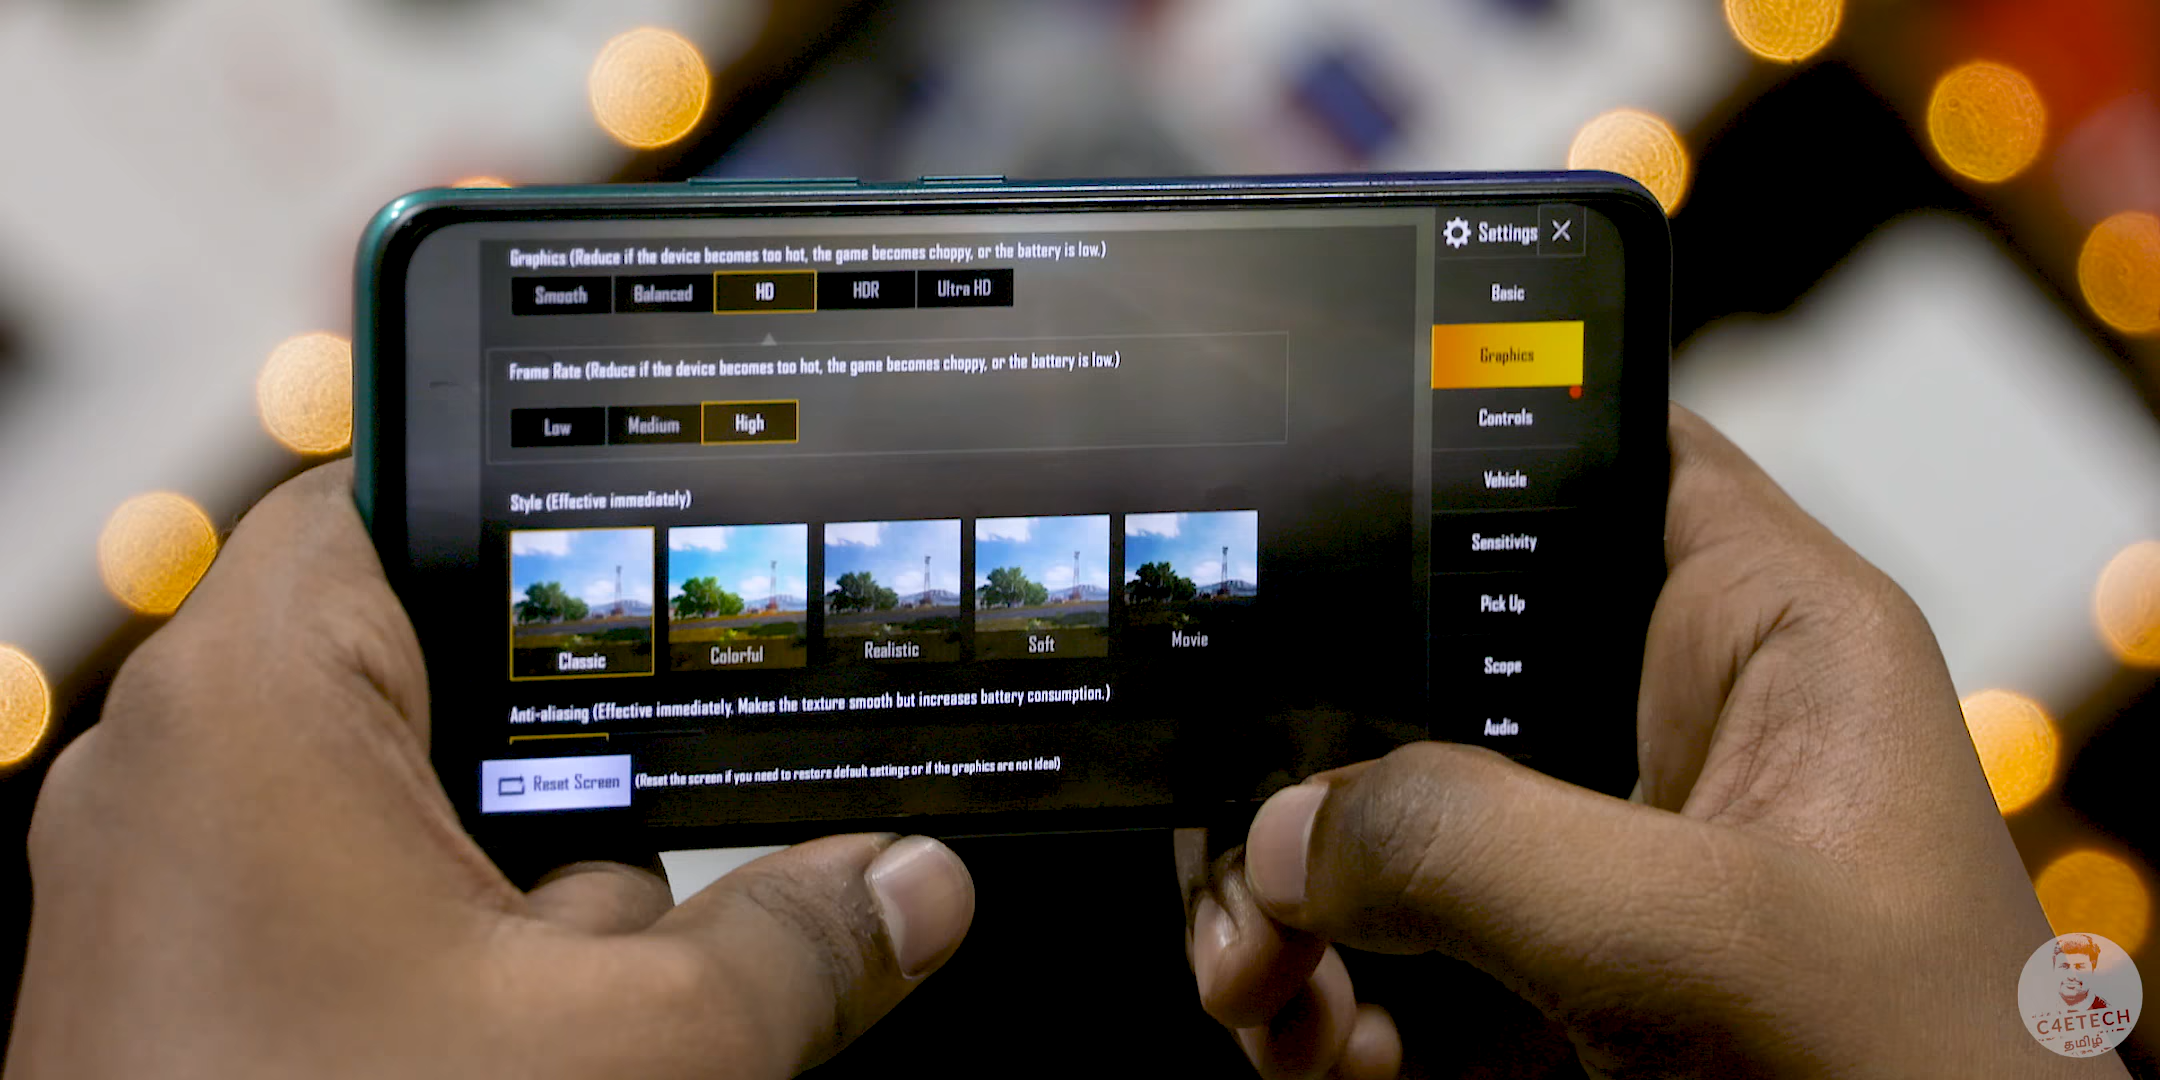 Graphics (Reduce if the device becomes too hot, the game becomes choppy, or the battery is low.)
Smooth Balanced HD HDR Ultra HD
Frame Rate (Reduce if the device becomes too hot, the game becomes choppy, or the battery is low.)
Low Medium High
Style (Effective immediately)
Classic Colorful Realistic Soft Movie
Anti-aliasing (Effective immediately. Makes the texture smooth but increases battery consumption.)
Reset Screen (Reset the screen if you need to restore default settings or if the graphics are not ideal)
Settings
Basic
Graphics
Controls
Vehicle
Sensitivity
Pick Up
Scope
Audio
C4ETECH
தமிழ்